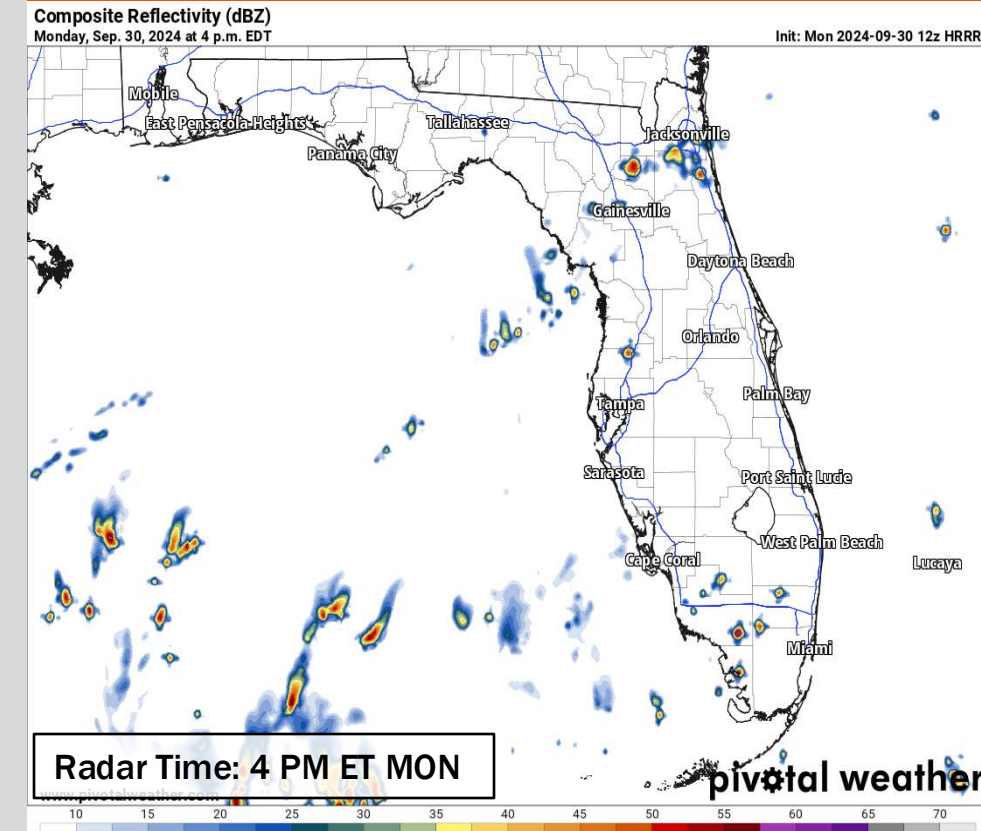 Composite Reflectivity (dBZ)
Monday, Sep. 30, 2024 at 4 p.m. EDT
Init: Mon 2024-09-30 12z HRRR
Mobile
East Pensacola Heights
Tallahassee
Panama City
Jacksonville
Gainesville
Daytona Beach
Orlando
Palm Bay
Tampa
Sarasota
Port Saint Lucie
West Palm Beach
Cape Coral
Lucaya
Miami
Radar Time: 4 PM ET MON
pivotal weather
www.pivotalweather.com
10 15 20 25 30 35 40 45 50 55 60 65 70